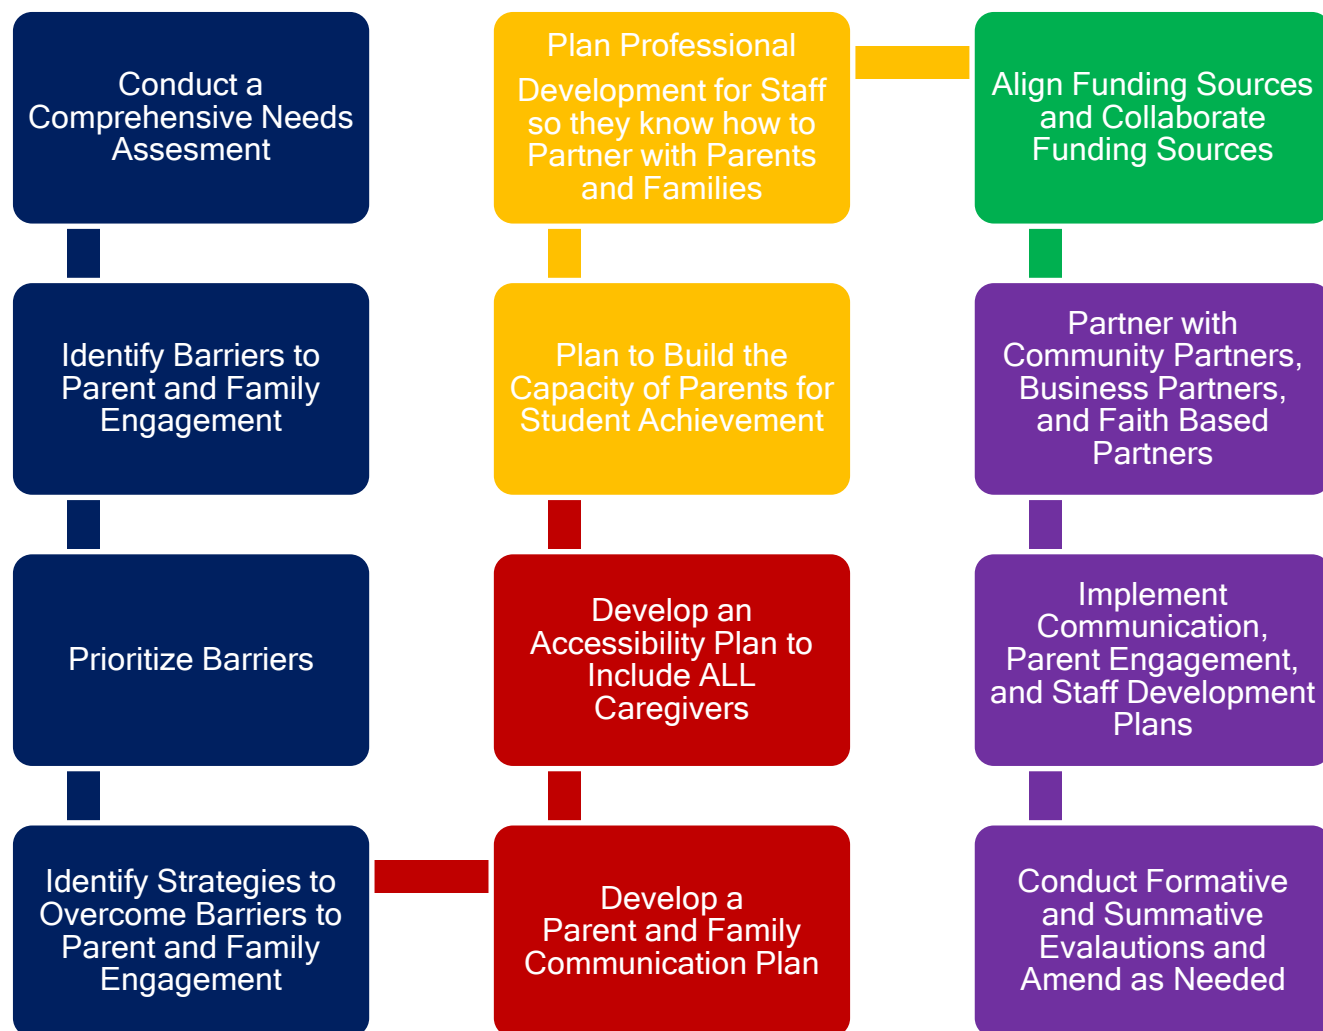 Conduct a
Comprehensive Needs
Assesment
Identify Barriers to
Parent and Family
Engagement
Prioritize Barriers
Identify Strategies to
Overcome Barriers to
Parent and Family
Engagement
Develop a
Parent and Family
Communication Plan
Develop an
Accessibility Plan to
Include ALL
Caregivers
Plan to Build the
Capacity of Parents for
Student Achievement
Plan Professional
Development for Staff
so they know how to
Partner with Parents
and Families
Align Funding Sources
and Collaborate
Funding Sources
Partner with
Community Partners,
Business Partners,
and Faith Based
Partners
Implement
Communication,
Parent Engagement,
and Staff Development
Plans
Conduct Formative
and Summative
Evalautions and
Amend as Needed